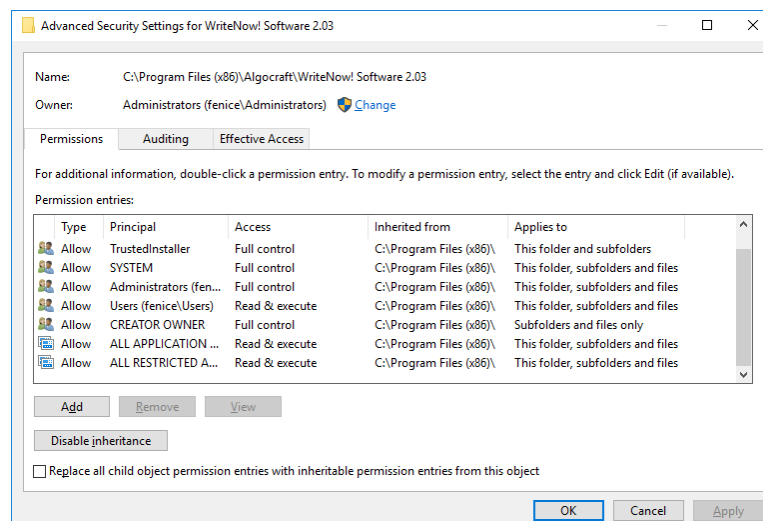 Advanced Security Settings for WriteNow! Software 2.03
Name: C:\Program Files (x86)\Algocraft\WriteNow! Software 2.03
Owner: Administrators (fenice\Administrators) Change
Permissions Auditing Effective Access
For additional information, double-click a permission entry. To modify a permission entry, select the entry and click Edit (if available).
Permission entries:
Type Principal Access Inherited from Applies to
Allow TrustedInstaller Full control C:\Program Files (x86)\ This folder and subfolders
Allow SYSTEM Full control C:\Program Files (x86)\ This folder, subfolders and files
Allow Administrators (fen... Full control C:\Program Files (x86)\ This folder, subfolders and files
Allow Users (fenice\Users) Read & execute C:\Program Files (x86)\ This folder, subfolders and files
Allow CREATOR OWNER Full control C:\Program Files (x86)\ Subfolders and files only
Allow ALL APPLICATION ... Read & execute C:\Program Files (x86)\ This folder, subfolders and files
Allow ALL RESTRICTED A... Read & execute C:\Program Files (x86)\ This folder, subfolders and files
Add Remove View
Disable inheritance
Replace all child object permission entries with inheritable permission entries from this object
OK Cancel Apply